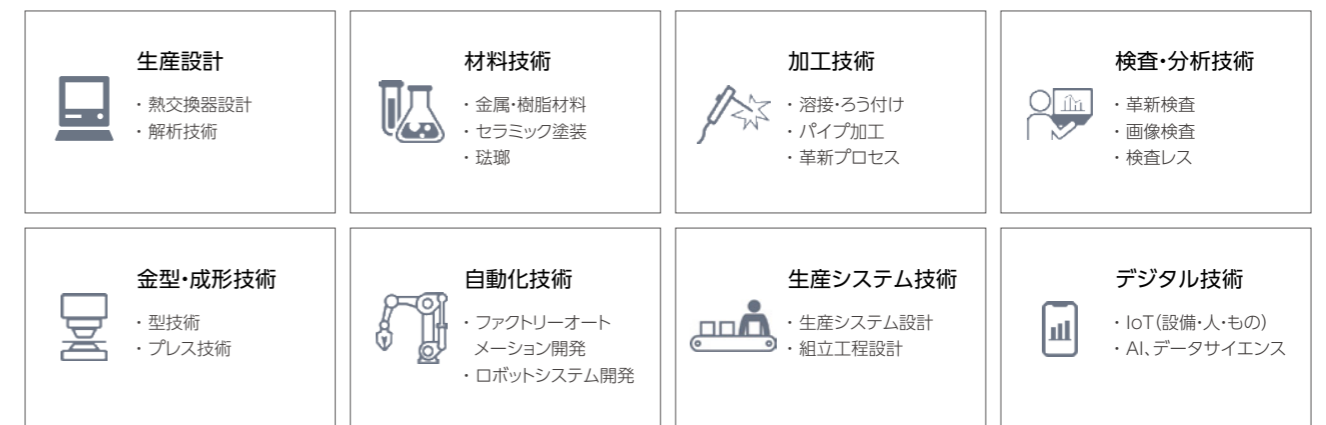 生産設計
・熱交換器設計
・解析技術
材料技術
・金属・樹脂材料
・セラミック塗装
・琺瑯
加工技術
・溶接・ろう付け
・パイプ加工
・革新プロセス
検査・分析技術
・革新検査
・画像検査
・検査レス
金型・成形技術
・型技術
・プレス技術
自動化技術
・ファクトリーオート
メーション開発
・ロボットシステム開発
生産システム技術
・生産システム設計
・組立工程設計
デジタル技術
・IoT(設備・人・もの)
・AI、データサイエンス